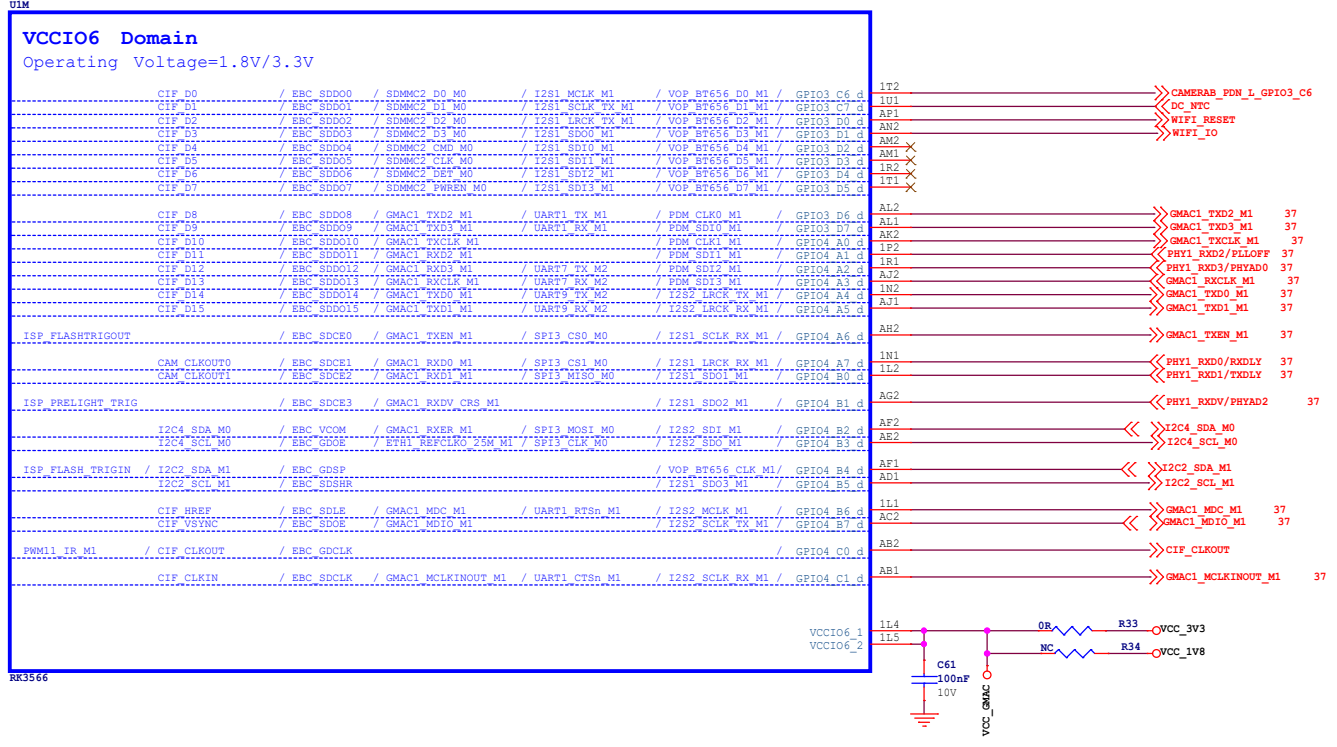 U1M
VCCIO6 Domain
Operating Voltage=1.8V/3.3V
CIF_D0 / EBC_SDDO0 / SDMMC2_D0_M0 / I2S1_MCLK_M1 / VOP_BT656_D0_M1 / GPIO3_C6_d 1T2 CAMERAB_PDN_L_GPIO3_C6
CIF_D1 / EBC_SDDO1 / SDMMC2_D1_M0 / I2S1_SCLK_TX_M1 / VOP_BT656_D1_M1 / GPIO3_C7_d 1U1 DC_NTC
CIF_D2 / EBC_SDDO2 / SDMMC2_D2_M0 / I2S1_LRCK_TX_M1 / VOP_BT656_D2_M1 / GPIO3_D0_d AP1 WIFI_RESET
CIF_D3 / EBC_SDDO3 / SDMMC2_D3_M0 / I2S1_SDO0_M1 / VOP_BT656_D3_M1 / GPIO3_D1_d AN2 WIFI_IO
CIF_D4 / EBC_SDDO4 / SDMMC2_CMD_M0 / I2S1_SDI0_M1 / VOP_BT656_D4_M1 / GPIO3_D2_d AM2
CIF_D5 / EBC_SDDO5 / SDMMC2_CLK_M0 / I2S1_SDI1_M1 / VOP_BT656_D5_M1 / GPIO3_D3_d AM1
CIF_D6 / EBC_SDDO6 / SDMMC2_DET_M0 / I2S1_SDI2_M1 / VOP_BT656_D6_M1 / GPIO3_D4_d 1R2
CIF_D7 / EBC_SDDO7 / SDMMC2_PWREN_M0 / I2S1_SDI3_M1 / VOP_BT656_D7_M1 / GPIO3_D5_d 1T1
CIF_D8 / EBC_SDDO8 / GMAC1_TXD2_M1 / UART1_TX_M1 / PDM_CLK0_M1 / GPIO3_D6_d AL2 GMAC1_TXD2_M1 37
CIF_D9 / EBC_SDDO9 / GMAC1_TXD3_M1 / UART1_RX_M1 / PDM_SDI0_M1 / GPIO3_D7_d AL1 GMAC1_TXD3_M1 37
CIF_D10 / EBC_SDDO10 / GMAC1_TXCLK_M1 / PDM_CLK1_M1 / GPIO4_A0_d AK2 GMAC1_TXCLK_M1 37
CIF_D11 / EBC_SDDO11 / GMAC1_RXD2_M1 / PDM_SDI1_M1 / GPIO4_A1_d 1P2 PHY1_RXD2/PLLOFF 37
CIF_D12 / EBC_SDDO12 / GMAC1_RXD3_M1 / UART7_TX_M2 / PDM_SDI2_M1 / GPIO4_A2_d 1R1 PHY1_RXD3/PHYAD0 37
CIF_D13 / EBC_SDDO13 / GMAC1_RXCLK_M1 / UART7_RX_M2 / PDM_SDI3_M1 / GPIO4_A3_d AJ2 GMAC1_RXCLK_M1 37
CIF_D14 / EBC_SDDO14 / GMAC1_TXD0_M1 / UART9_TX_M2 / I2S2_LRCK_TX_M1 / GPIO4_A4_d 1N2 GMAC1_TXD0_M1 37
CIF_D15 / EBC_SDDO15 / GMAC1_TXD1_M1 / UART9_RX_M2 / I2S2_LRCK_RX_M1 / GPIO4_A5_d AJ1 GMAC1_TXD1_M1 37
ISP_FLASHTRIGOUT / EBC_SDCE0 / GMAC1_TXEN_M1 / SPI3_CS0_M0 / I2S1_SCLK_RX_M1 / GPIO4_A6_d AH2 GMAC1_TXEN_M1 37
CAM_CLKOUT0 / EBC_SDCE1 / GMAC1_RXD0_M1 / SPI3_CS1_M0 / I2S1_LRCK_RX_M1 / GPIO4_A7_d 1N1 PHY1_RXD0/RXDLY 37
CAM_CLKOUT1 / EBC_SDCE2 / GMAC1_RXD1_M1 / SPI3_MISO_M0 / I2S1_SDO1_M1 / GPIO4_B0_d 1L2 PHY1_RXD1/TXDLY 37
ISP_PRELIGHT_TRIG / EBC_SDCE3 / GMAC1_RXDV_CRS_M1 / I2S1_SDO2_M1 / GPIO4_B1_d AG2 PHY1_RXDV/PHYAD2 37
I2C4_SDA_M0 / EBC_VCOM / GMAC1_RXER_M1 / SPI3_MOSI_M0 / I2S2_SDI_M1 / GPIO4_B2_d AF2 I2C4_SDA_M0
I2C4_SCL_M0 / EBC_GDOE / ETH1_REFCLKO_25M_M1 / SPI3_CLK_M0 / I2S2_SDO_M1 / GPIO4_B3_d AE2 I2C4_SCL_M0
ISP_FLASH_TRIGIN / I2C2_SDA_M1 / EBC_GDSP / VOP_BT656_CLK_M1/ GPIO4_B4_d AF1 I2C2_SDA_M1
I2C2_SCL_M1 / EBC_SDSHR / I2S1_SDO3_M1 / GPIO4_B5_d AD1 I2C2_SCL_M1
CIF_HREF / EBC_SDLE / GMAC1_MDC_M1 / UART1_RTSn_M1 / I2S2_MCLK_M1 / GPIO4_B6_d 1L1 GMAC1_MDC_M1 37
CIF_VSYNC / EBC_SDOE / GMAC1_MDIO_M1 / I2S2_SCLK_TX_M1 / GPIO4_B7_d AC2 GMAC1_MDIO_M1 37
PWM11_IR_M1 / CIF_CLKOUT / EBC_GDCLK / GPIO4_C0_d AB2 CIF_CLKOUT
CIF_CLKIN / EBC_SDCLK / GMAC1_MCLKINOUT_M1 / UART1_CTSn_M1 / I2S2_SCLK_RX_M1 / GPIO4_C1_d AB1 GMAC1_MCLKINOUT_M1 37
VCCIO6_1 1L4 0R R33 VCC_3V3
VCCIO6_2 1L5 NC R34 VCC_1V8
C61
100nF
10V
VCC_GMAC
RK3566